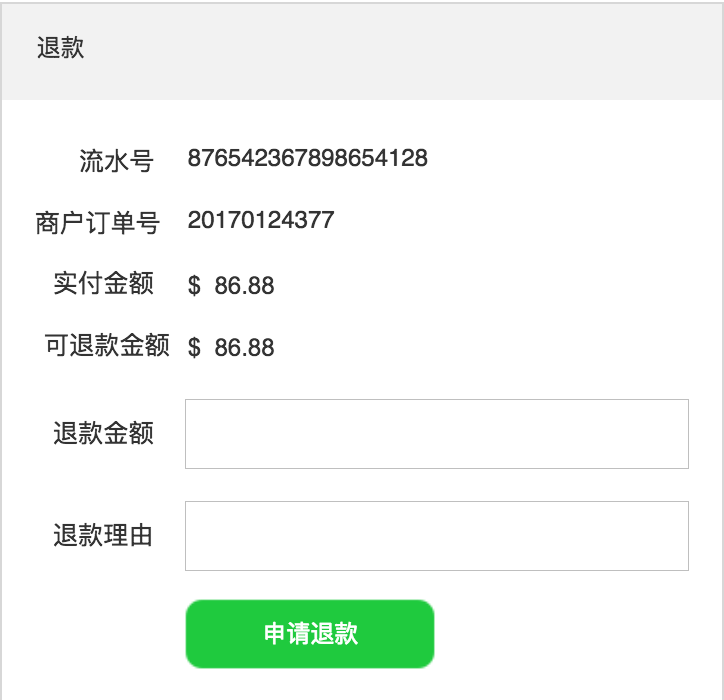 退款
流水号 876542367898654128
商户订单号 20170124377
实付金额 $ 86.88
可退款金额 $ 86.88
退款金额
退款理由
申请退款